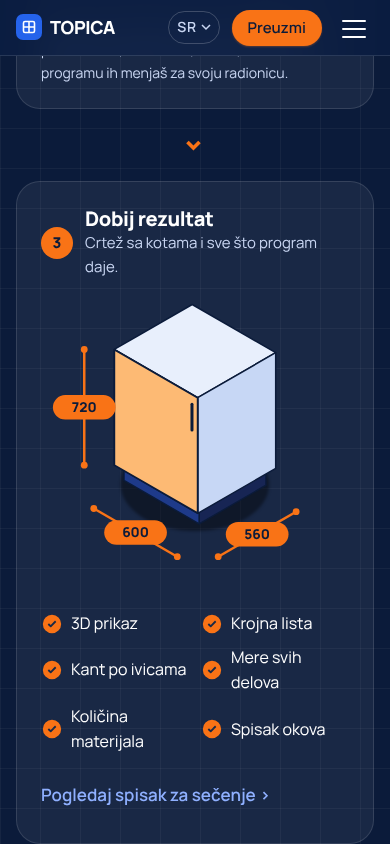 TOPICA
SR
Preuzmi
programu ih menjaš za svoju radionicu.
3
Dobij rezultat
Crtež sa kotama i sve što program
daje.
720
600
560
3D prikaz
Krojna lista
Kant po ivicama
Mere svih
delova
Količina
materijala
Spisak okova
Pogledaj spisak za sečenje ›